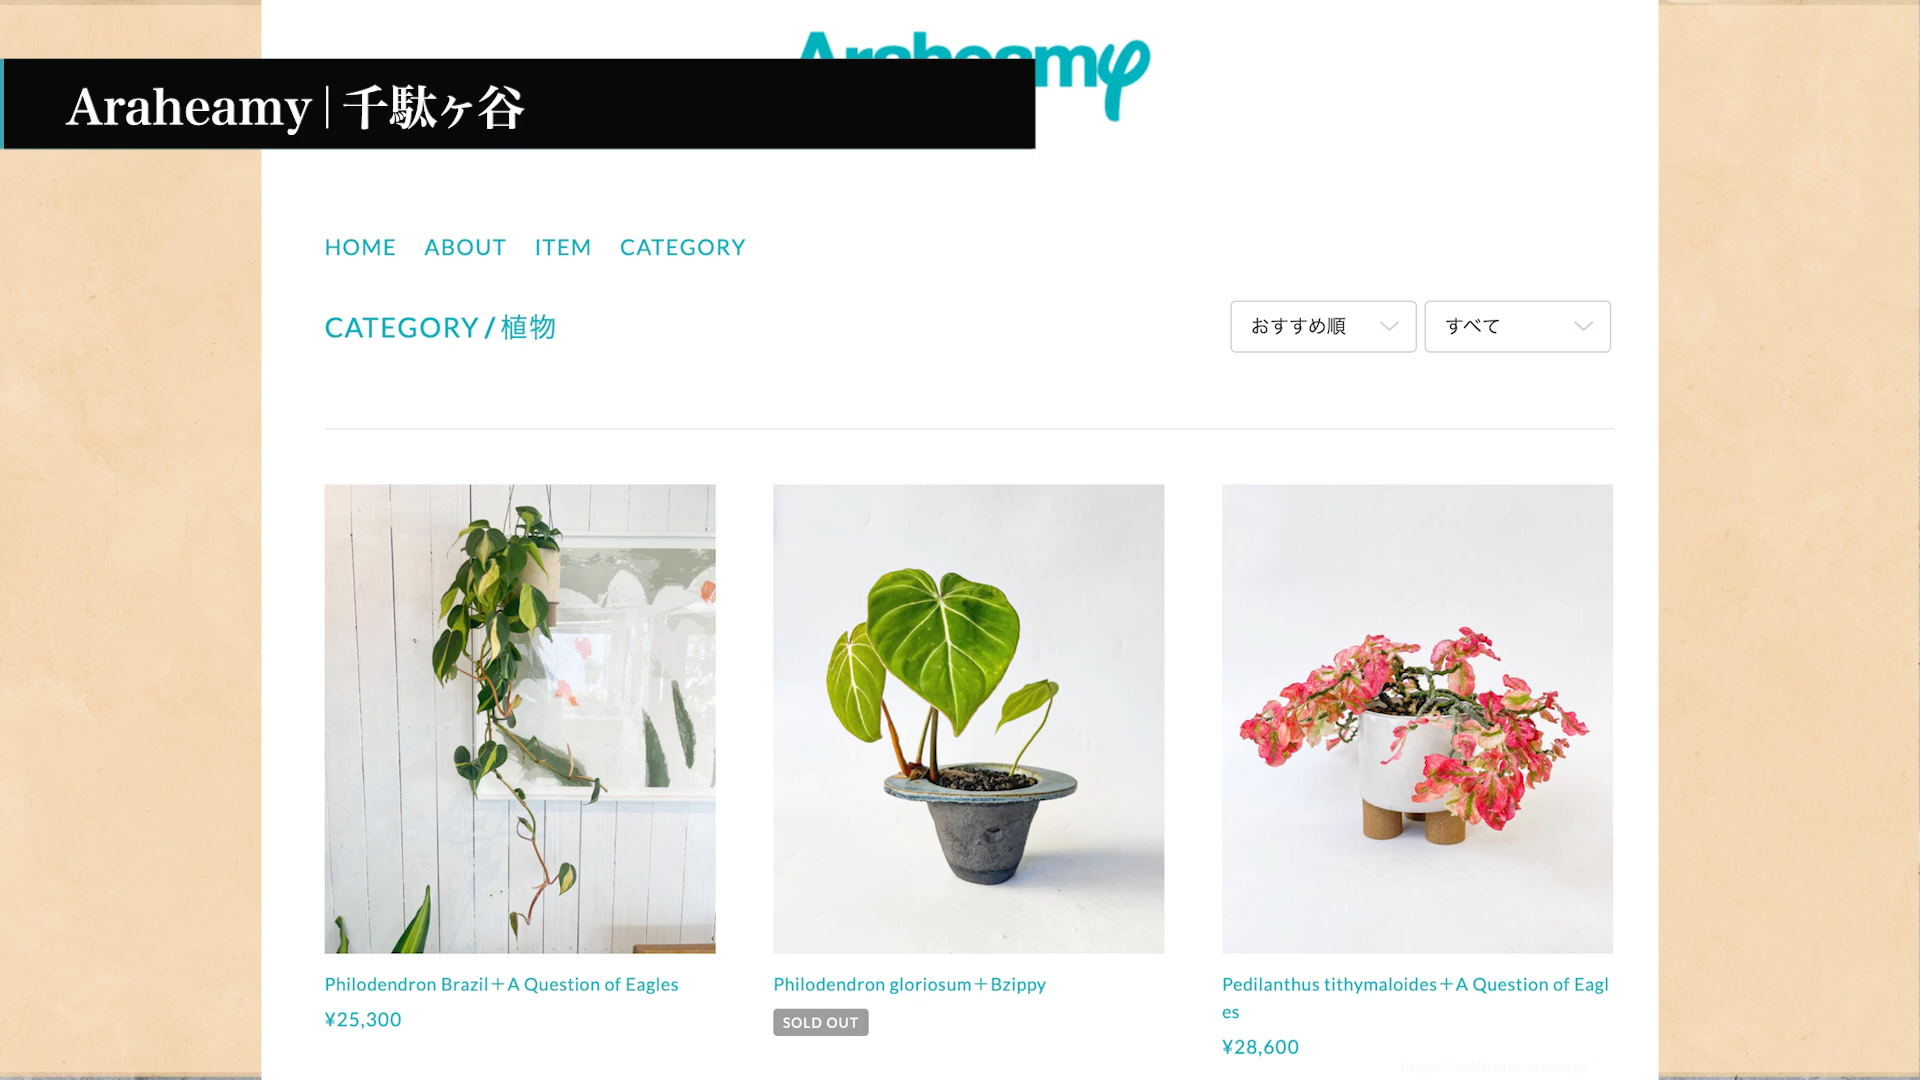 Araheamy
Araheamy|千駄ヶ谷
HOME ABOUT ITEM CATEGORY
CATEGORY / 植物
おすすめ順
すべて
Philodendron Brazil+A Question of Eagles
¥25,300
Philodendron gloriosum+Bzippy
SOLD OUT
Pedilanthus tithymaloides+A Question of Eagl
es
¥28,600